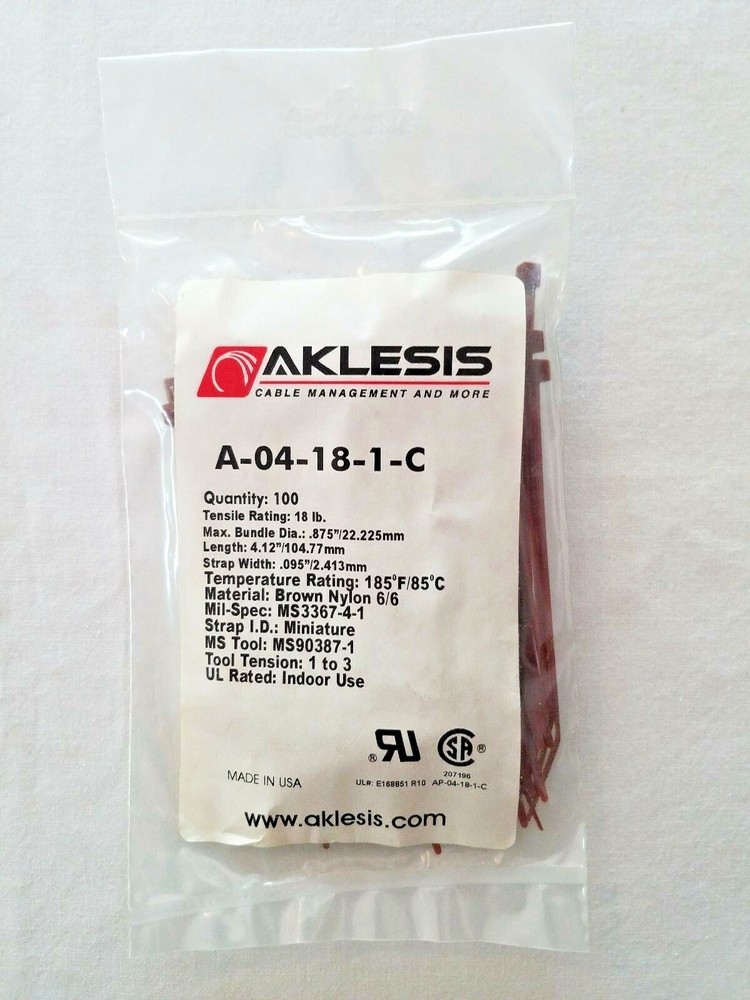 AKLESIS
CABLE MANAGEMENT AND MORE
A-04-18-1-C
Quantity: 100
Tensile Rating: 18 lb.
Max. Bundle Dia.: .875"/22.225mm
Length: 4.12"/104.77mm
Strap Width: .095"/2.413mm
Temperature Rating: 185°F/85°C
Material: Brown Nylon 6/6
Mil-Spec: MS3367-4-1
Strap I.D.: Miniature
MS Tool: MS90387-1
Tool Tension: 1 to 3
UL Rated: Indoor Use
® RU SA ®
207196
MADE IN USA
UL#: E168851 R10 AP-04-18-1-C
www.aklesis.com